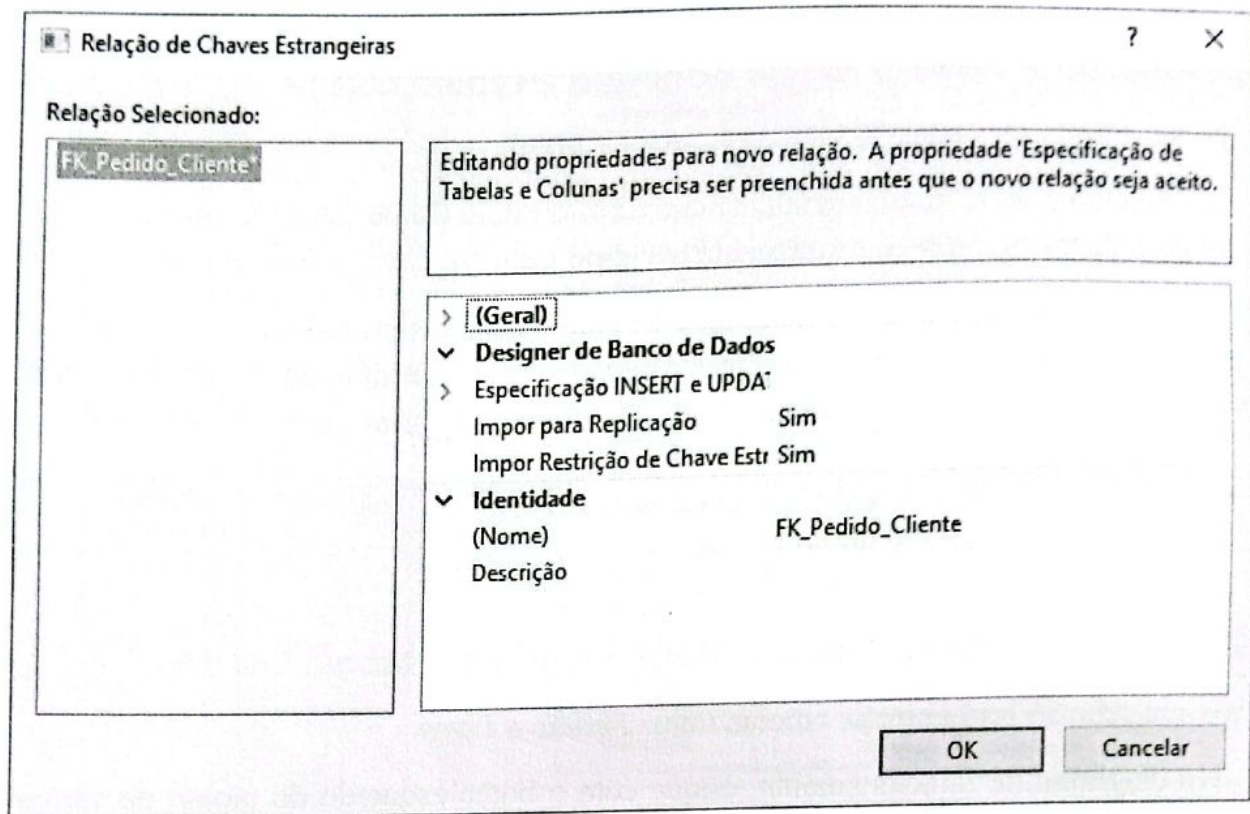 Relação de Chaves Estrangeiras
?
Relação Selecionado:
FK_Pedido_Cliente*
Editando propriedades para novo relação. A propriedade 'Especificação de
Tabelas e Colunas' precisa ser preenchida antes que o novo relação seja aceito.
(Geral)
Designer de Banco de Dados
Especificação INSERT e UPDAT
Impor para Replicação Sim
Impor Restrição de Chave Estr Sim
Identidade
(Nome) FK_Pedido_Cliente
Descrição
OK Cancelar